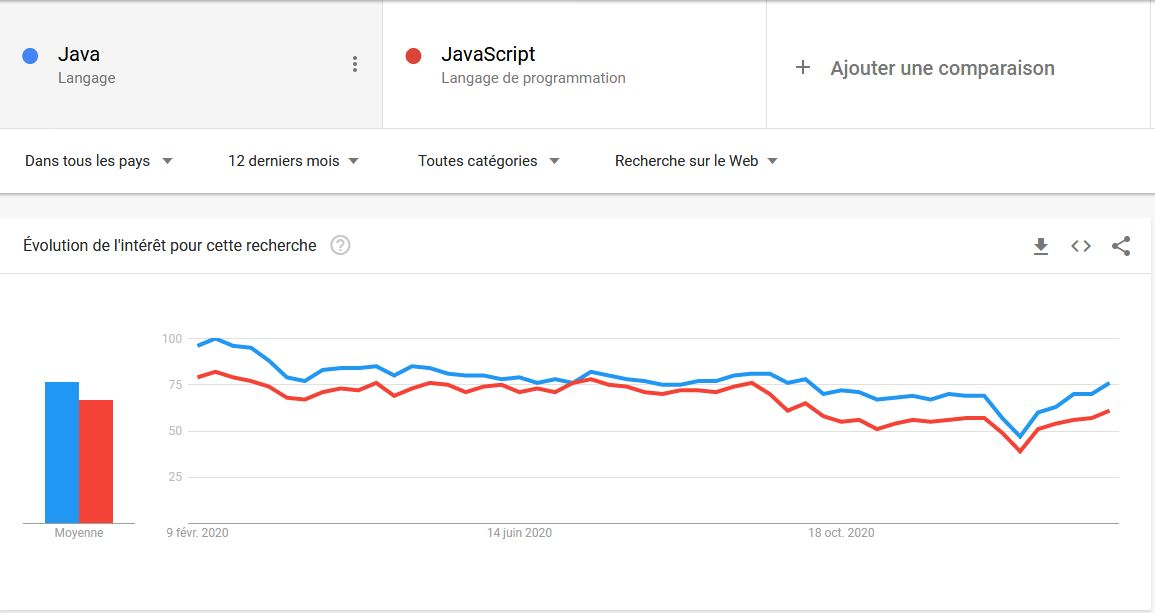 Java
Langage
JavaScript
Langage de programmation
+ Ajouter une comparaison
Dans tous les pays
12 derniers mois
Toutes catégories
Recherche sur le Web
Évolution de l'intérêt pour cette recherche ?
100
75
50
25
Moyenne
9 févr. 2020
14 juin 2020
18 oct. 2020